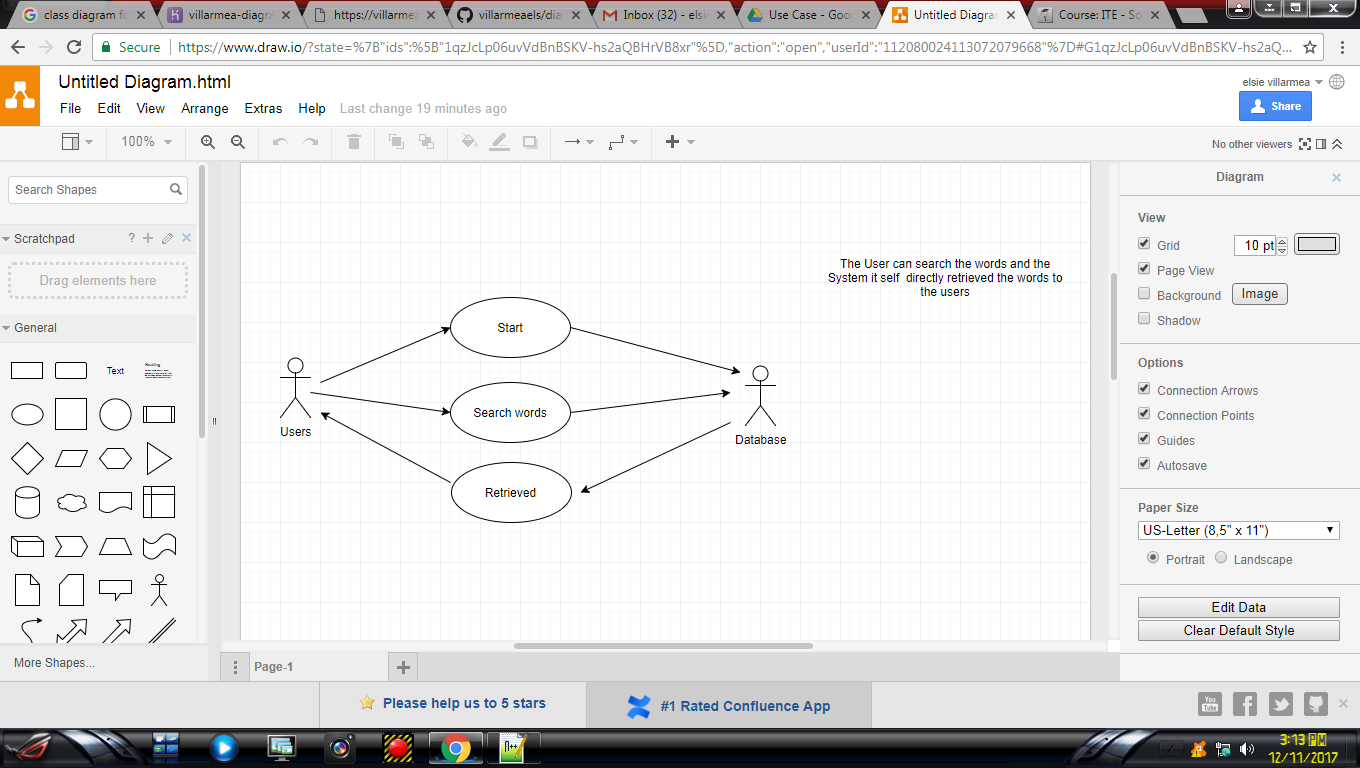 class diagram fo
villarmea-diagra
https://villarmea
villarmeaels/dia
Inbox (32) - elsie
Use Case - Goo
Untitled Diagra
Course: ITE - So
Secure
https://www.draw.io/?state=%7B"ids":%5B"1qzJcLp06uvVdBnBSKV-hs2aQBHrVB8xr"%5D,"action":"open","userId":"112080024113072079668"%7D#G1qzJcLp06uvVdBnBSKV-hs2aQ...
Untitled Diagram.html
elsie villarmea
File Edit View Arrange Extras Help Last change 19 minutes ago
Share
100%
No other viewers
Search Shapes
Scratchpad
?
Drag elements here
General
Text
Heading
More Shapes...
The User can search the words and the
System it self directly retrieved the words to
the users
Start
Search words
Retrieved
Users
Database
Diagram
View
Grid 10 pt
Page View
Background Image
Shadow
Options
Connection Arrows
Connection Points
Guides
Autosave
Paper Size
US-Letter (8,5" x 11")
Portrait Landscape
Edit Data
Clear Default Style
Page-1
Please help us to 5 stars
#1 Rated Confluence App
You
Tube
3:13 PM
12/11/2017